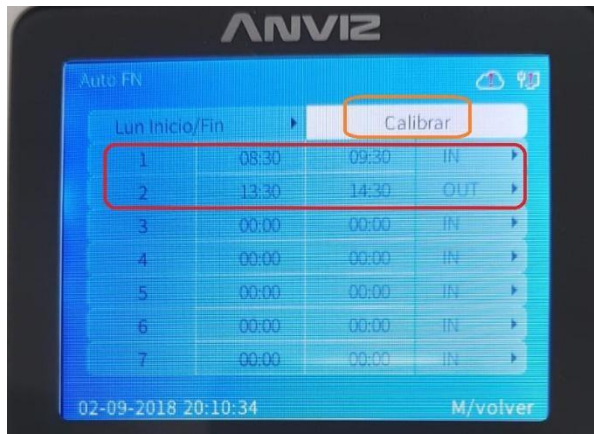 ANVIZ
Auto FN
Lun Inicio/Fin Calibrar
1 08:30 09:30 IN
2 13:30 14:30 OUT
3 00:00 00:00 IN
4 00:00 00:00 IN
5 00:00 00:00 IN
6 00:00 00:00 IN
7 00:00 00:00 IN
02-09-2018 20:10:34 M/volver